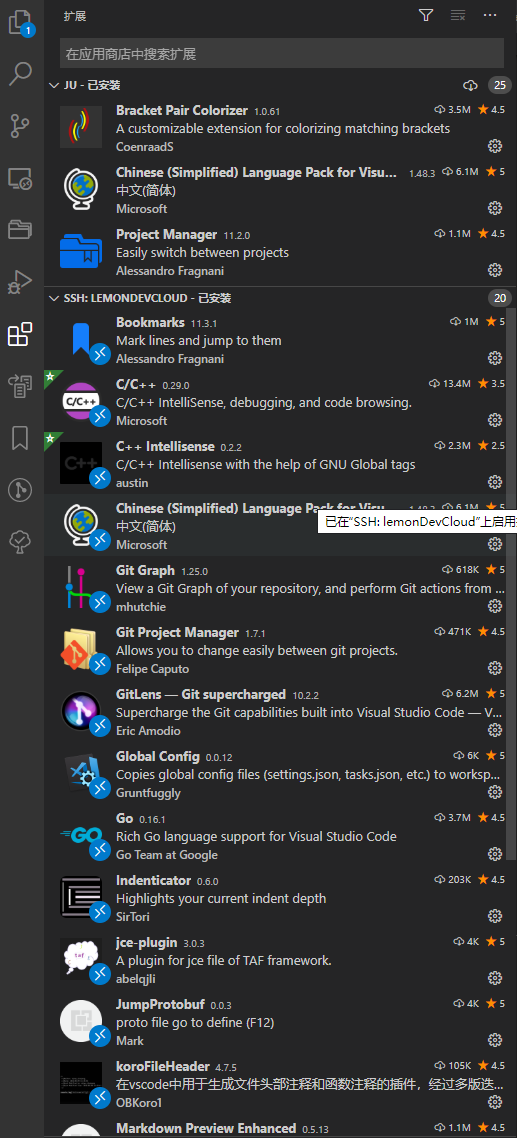 1
扩展
在应用商店中搜索扩展
JU - 已安装 25
Bracket Pair Colorizer 1.0.61 3.5M 4.5
A customizable extension for colorizing matching brackets
CoenraadS
Chinese (Simplified) Language Pack for Visu... 1.48.3 6.1M 5
中文(简体)
Microsoft
Project Manager 11.2.0 1.1M 4.5
Easily switch between projects
Alessandro Fragnani
SSH: LEMONDEVCLOUD - 已安装 20
Bookmarks 11.3.1 1M 5
Mark lines and jump to them
Alessandro Fragnani
C/C++
C/C++ 0.29.0 13.4M 3.5
C/C++ IntelliSense, debugging, and code browsing.
Microsoft
C++
C++ Intellisense 0.2.2 2.3M 2.5
C/C++ Intellisense with the help of GNU Global tags
austin
Chinese (Simplified) Language Pack for Visu... 1.48.3 6.1M 5
中文(简体)
已在“SSH: lemonDevCloud”上启用
Microsoft
Git Graph 1.25.0 618K 5
View a Git Graph of your repository, and perform Git actions from ...
mhutchie
Git Project Manager 1.7.1 471K 4.5
Allows you to change easily between git projects.
Felipe Caputo
GitLens — Git supercharged 10.2.2 6.2M 5
Supercharge the Git capabilities built into Visual Studio Code — V...
Eric Amodio
Global Config 0.0.12 6K 5
Copies global config files (settings.json, tasks.json, etc.) to worksp...
Gruntfuggly
GO
Go 0.16.1 3.7M 4.5
Rich Go language support for Visual Studio Code
Go Team at Google
Indenticator 0.6.0 203K 4.5
Highlights your current indent depth
SirTori
taf
jce-plugin 3.0.3 4K 5
A plugin for jce file of TAF framework.
abelqjli
JumpProtobuf 0.0.3 4K 5
proto file go to define (F12)
Mark
koroFileHeader 4.7.5 105K 4.5
在vscode中用于生成文件头部注释和函数注释的插件，经过多版迭...
OBKoro1
Markdown Preview Enhanced 0.5.13 1.1M 4.5